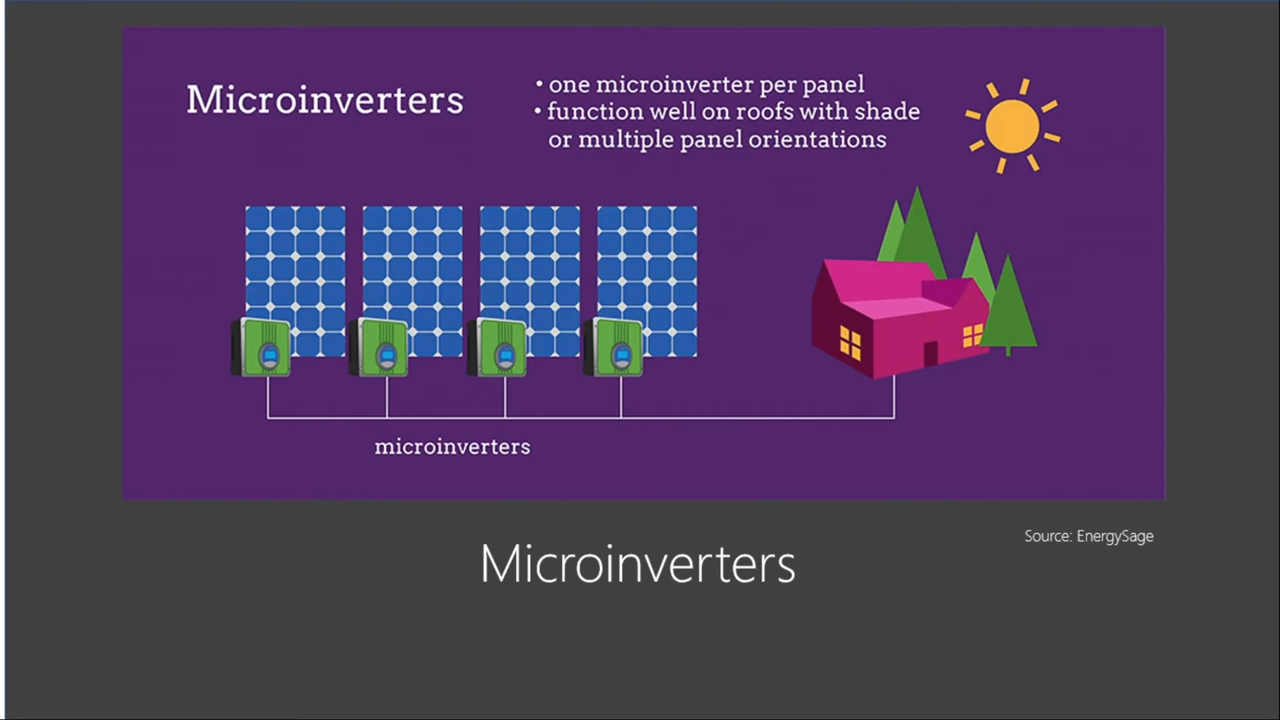 Microinverters
• one microinverter per panel
• function well on roofs with shade
or multiple panel orientations
microinverters
Source: EnergySage
Microinverters